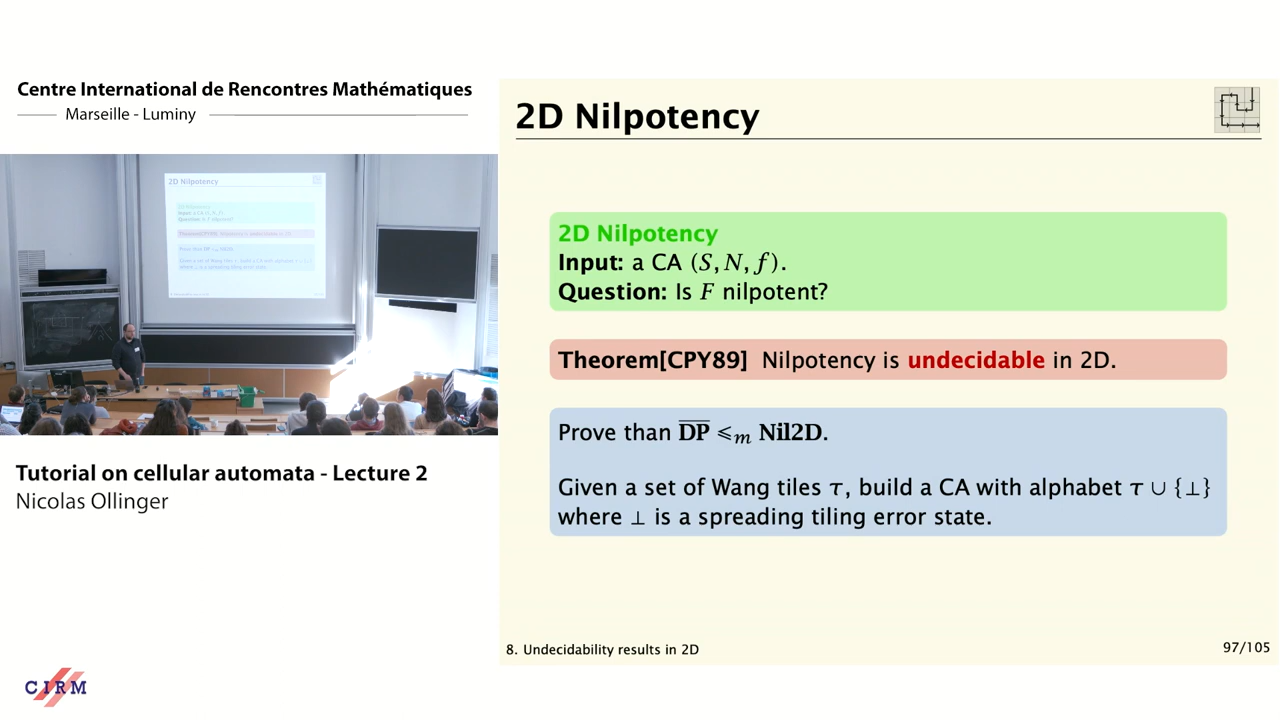 Centre International de Rencontres Mathématiques
Marseille - Luminy
2D Nilpotency
Tutorial on cellular automata - Lecture 2
Nicolas Ollinger
CIRM
2D Nilpotency
2D Nilpotency
Input: a CA (S, N, f).
Question: Is F nilpotent?
Theorem[CPY89] Nilpotency is undecidable in 2D.
Prove than D̅P̅ ⩽ₘ Nil2D.
Given a set of Wang tiles τ, build a CA with alphabet τ ∪ {⊥}
where ⊥ is a spreading tiling error state.
8. Undecidability results in 2D
97/105